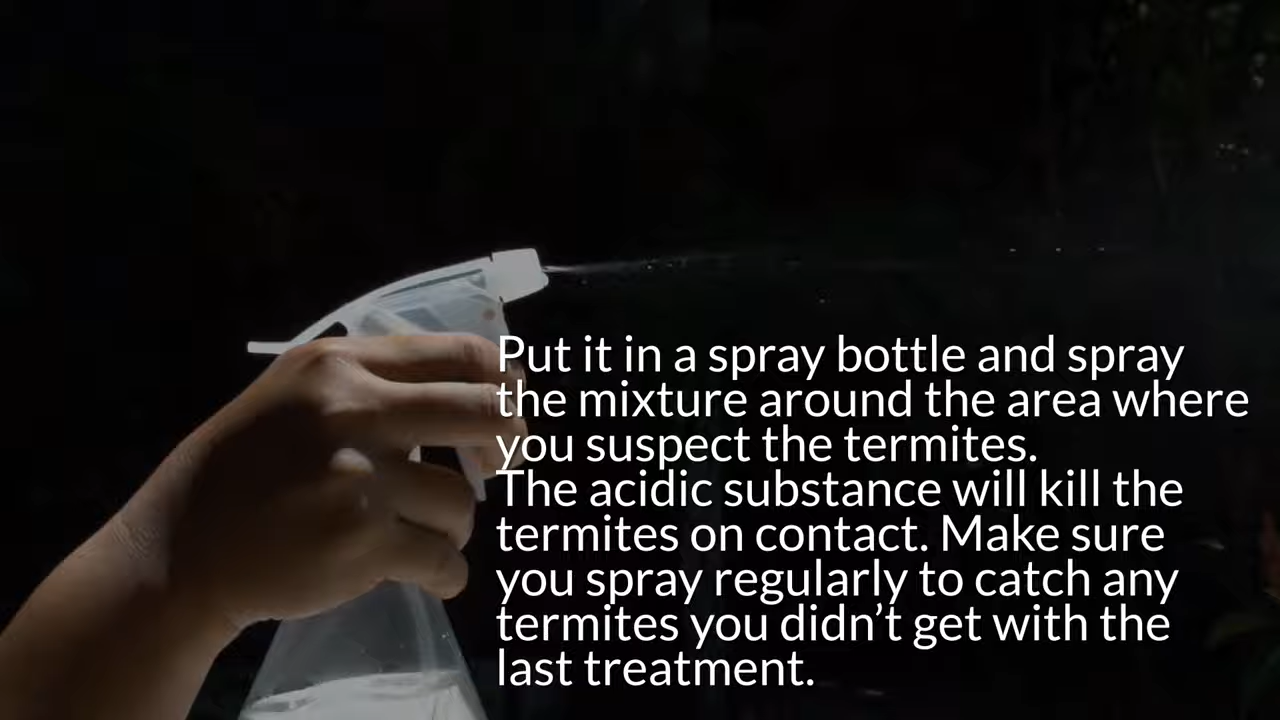 Put it in a spray bottle and spray
the mixture around the area where
you suspect the termites.
The acidic substance will kill the
termites on contact. Make sure
you spray regularly to catch any
termites you didn’t get with the
last treatment.